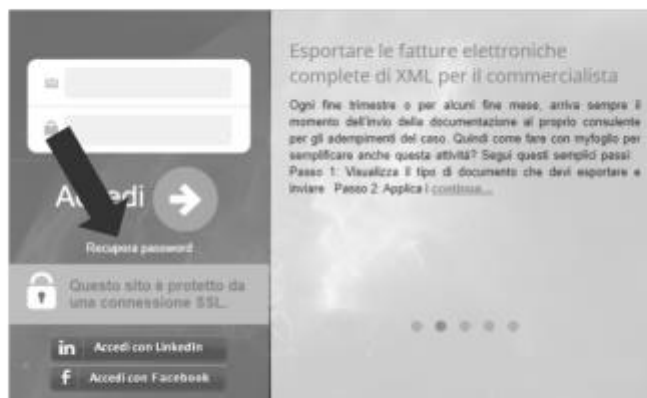 Accedi
Recupera password
Questo sito è protetto da
una connessione SSL.
in Accedi con LinkedIn
f Accedi con Facebook
Esportare le fatture elettroniche
complete di XML per il commercialista
Ogni fine trimestre o per alcuni fine mese, arriva sempre il
momento dell'invio della documentazione al proprio consulente
per gli adempimenti del caso. Quindi come fare con myfoglio per
semplificare anche questa attività? Segui questi semplici passi:
Passo 1: Visualizza il tipo di documento che devi esportare e
inviare Passo 2: Applica i continua...